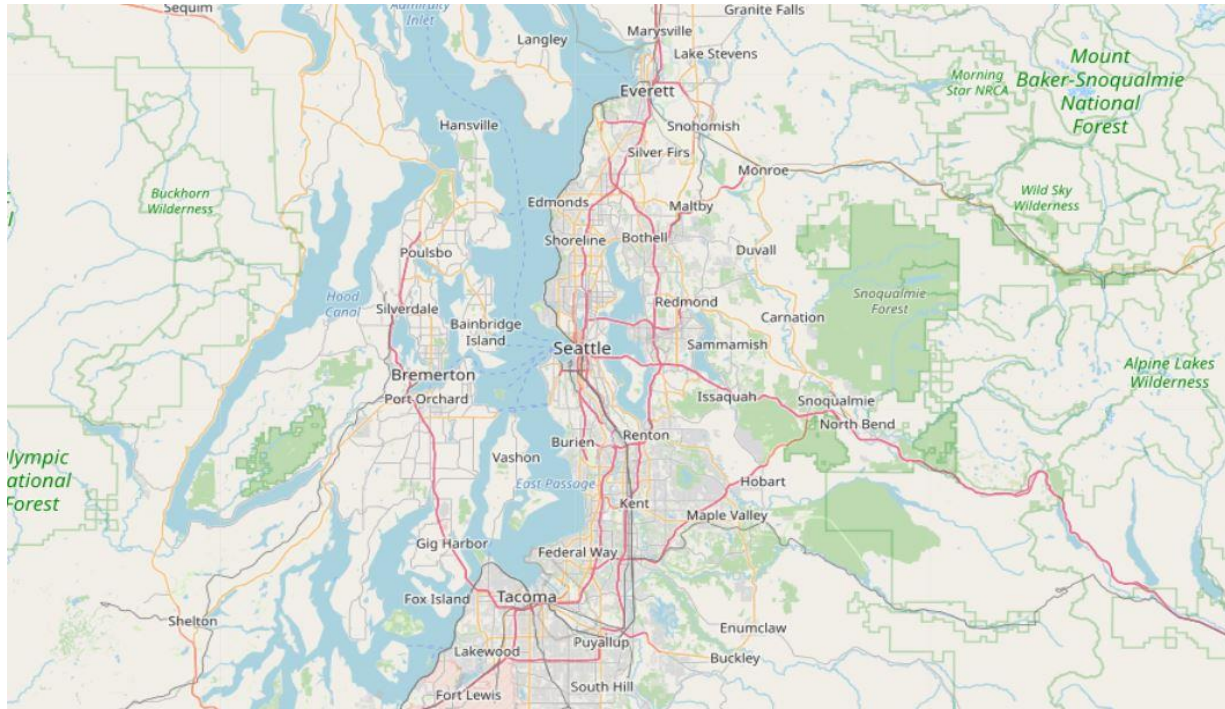 Sequim
Admiralty
Inlet
Granite Falls
Langley
Marysville
Lake Stevens
Mount
Baker-Snoqualmie
National
Forest
Morning
Star NRCA
Everett
Hansville
Snohomish
Silver Firs
Monroe
Buckhorn
Wilderness
Wild Sky
Wilderness
Edmonds
Maltby
Shoreline
Bothell
Poulsbo
Duvall
Hood
Canal
Silverdale
Redmond
Snoqualmie
Forest
Bainbridge
Island
Carnation
Seattle
Sammamish
Alpine Lakes
Wilderness
Bremerton
Port Orchard
Issaquah
Snoqualmie
North Bend
Burien
Renton
Vashon
East Passage
Olympic
National
Forest
Hobart
Kent
Maple Valley
Gig Harbor
Federal Way
Fox Island
Tacoma
Shelton
Enumclaw
Puyallup
Lakewood
Buckley
South Hill
Fort Lewis